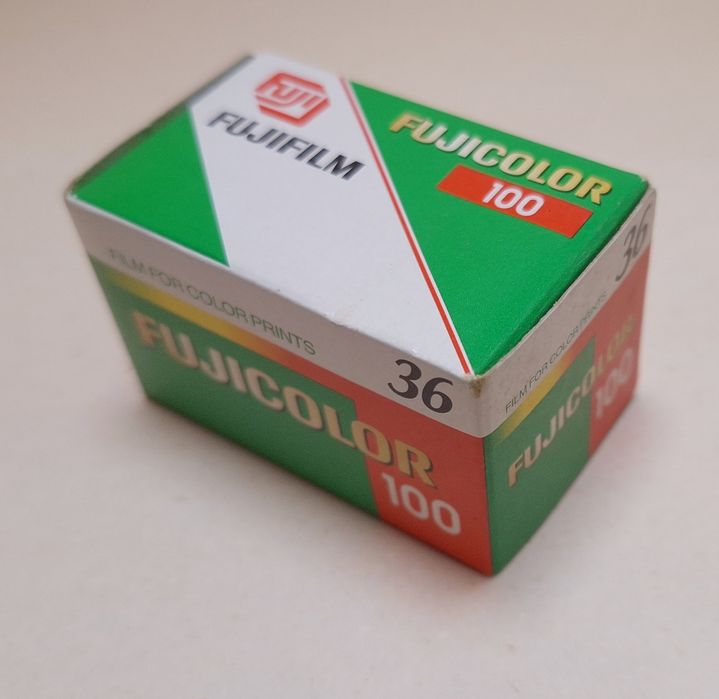 FUJI
FUJIFILM
FUJICOLOR
100
FILM FOR COLOR PRINTS
36
FUJICOLOR
100
36
FILM FOR COLOR PRINTS
FUJICOLOR
100